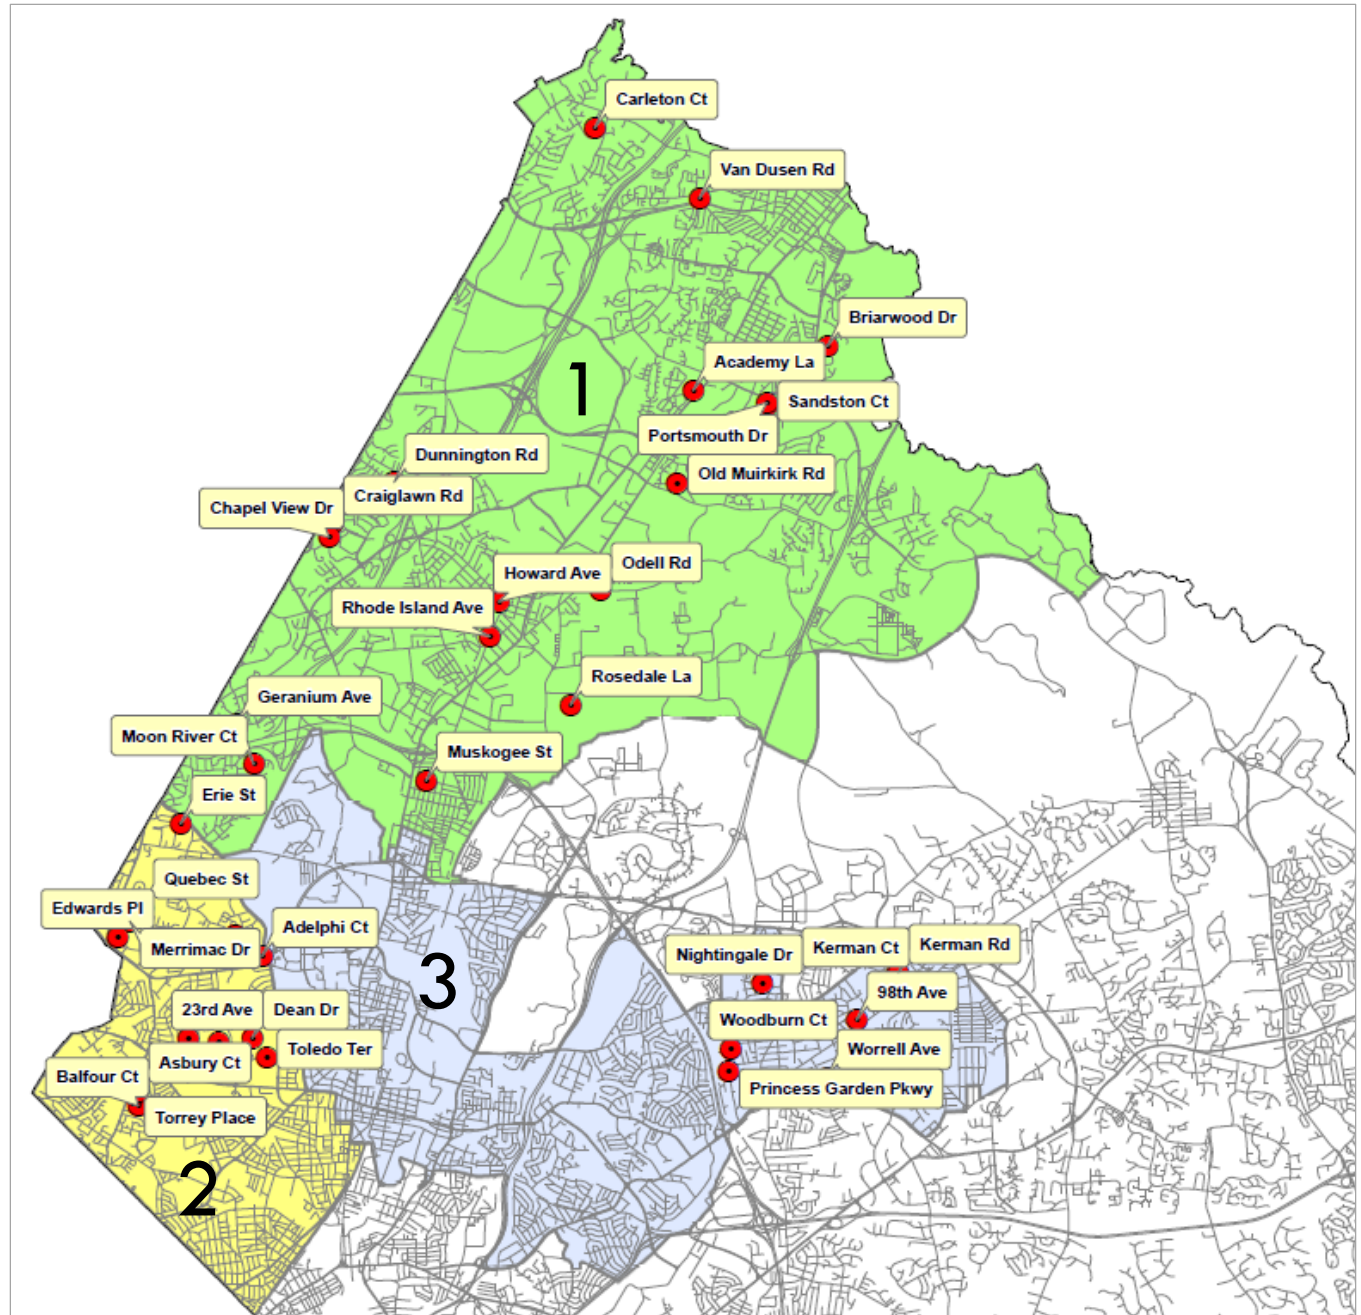 Carleton Ct
Van Dusen Rd
Briarwood Dr
Academy La
1
Sandston Ct
Portsmouth Dr
Dunnington Rd
Old Muirkirk Rd
Craiglawn Rd
Chapel View Dr
Odell Rd
Howard Ave
Rhode Island Ave
Rosedale La
Geranium Ave
Moon River Ct
Muskogee St
Erie St
Quebec St
Edwards Pl
Adelphi Ct
Merrimac Dr
3
Nightingale Dr
Kerman Ct
Kerman Rd
98th Ave
23rd Ave
Dean Dr
Woodburn Ct
Toledo Ter
Worrell Ave
Asbury Ct
Balfour Ct
Princess Garden Pkwy
Torrey Place
2